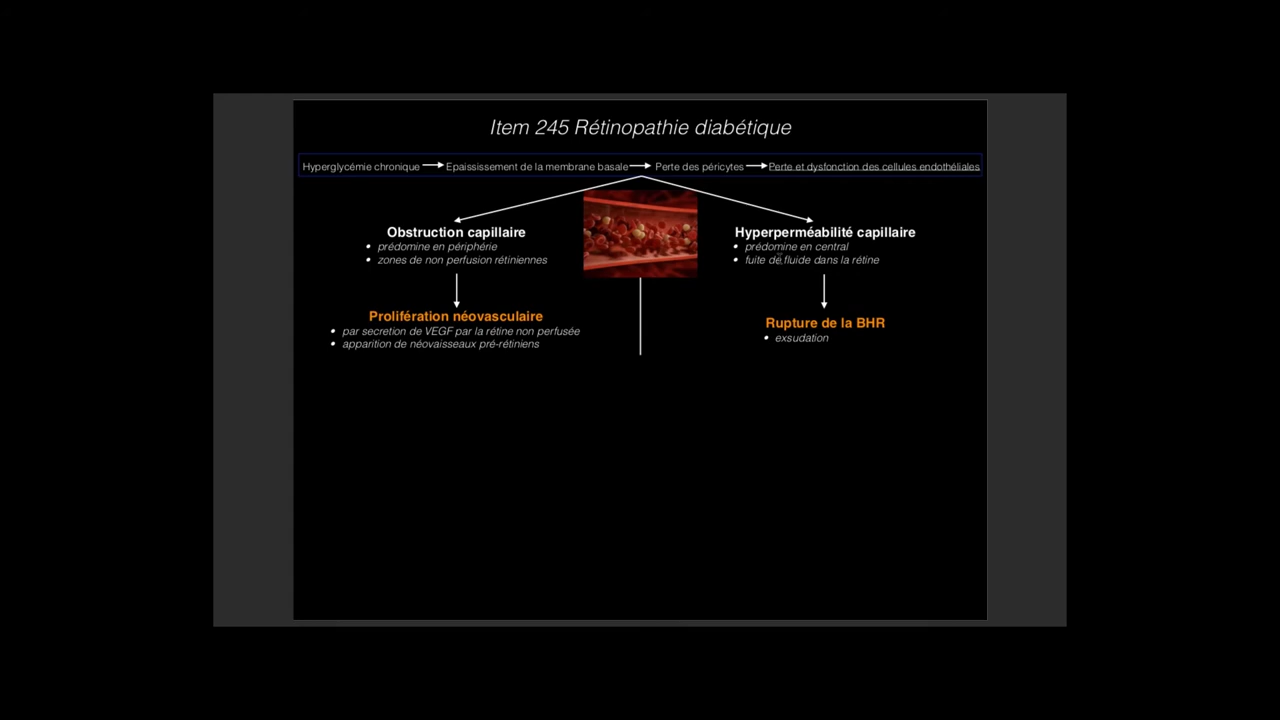 Item 245 Rétinopathie diabétique
Hyperglycémie chronique Epaississement de la membrane basale Perte des péricytes Perte et dysfonction des cellules endothéliales
Obstruction capillaire
• prédomine en périphérie
• zones de non perfusion rétiniennes
Prolifération néovasculaire
• par secretion de VEGF par la rétine non perfusée
• apparition de néovaisseaux pré-rétiniens
Hyperperméabilité capillaire
• prédomine en central
• fuite de fluide dans la rétine
Rupture de la BHR
• exsudation